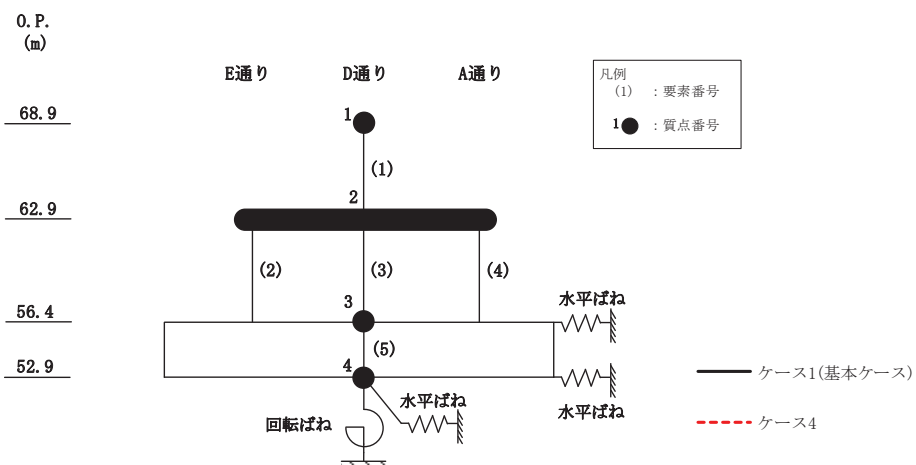 O.P.
(m)
E通り D通り A通り
凡例
(1) : 要素番号
1 : 質点番号
68.9
1
(1)
62.9
2
(2) (3) (4)
56.4
3
水平ばね
(5)
52.9
4
水平ばね
水平ばね
回転ばね
ケース1(基本ケース)
ケース4